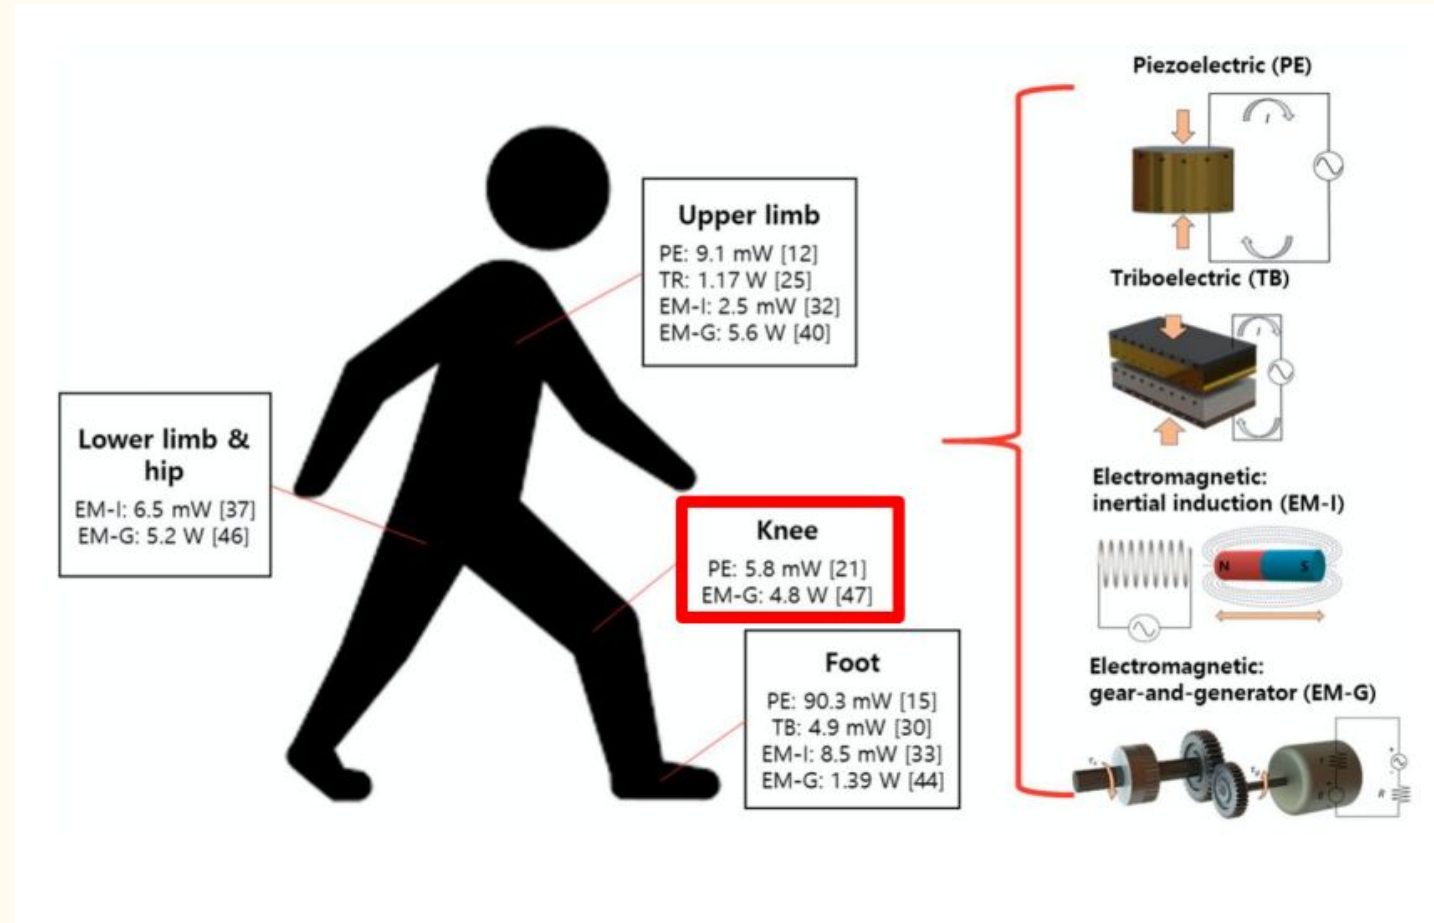 Piezoelectric (PE)
I
Upper limb
PE: 9.1 mW [12]
TR: 1.17 W [25]
EM-I: 2.5 mW [32]
EM-G: 5.6 W [40]
Triboelectric (TB)
I
Lower limb &
hip
EM-I: 6.5 mW [37]
EM-G: 5.2 W [46]
Electromagnetic:
inertial induction (EM-I)
N S
Knee
PE: 5.8 mW [21]
EM-G: 4.8 W [47]
Foot
PE: 90.3 mW [15]
TB: 4.9 mW [30]
EM-I: 8.5 mW [33]
EM-G: 1.39 W [44]
Electromagnetic:
gear-and-generator (EM-G)
R